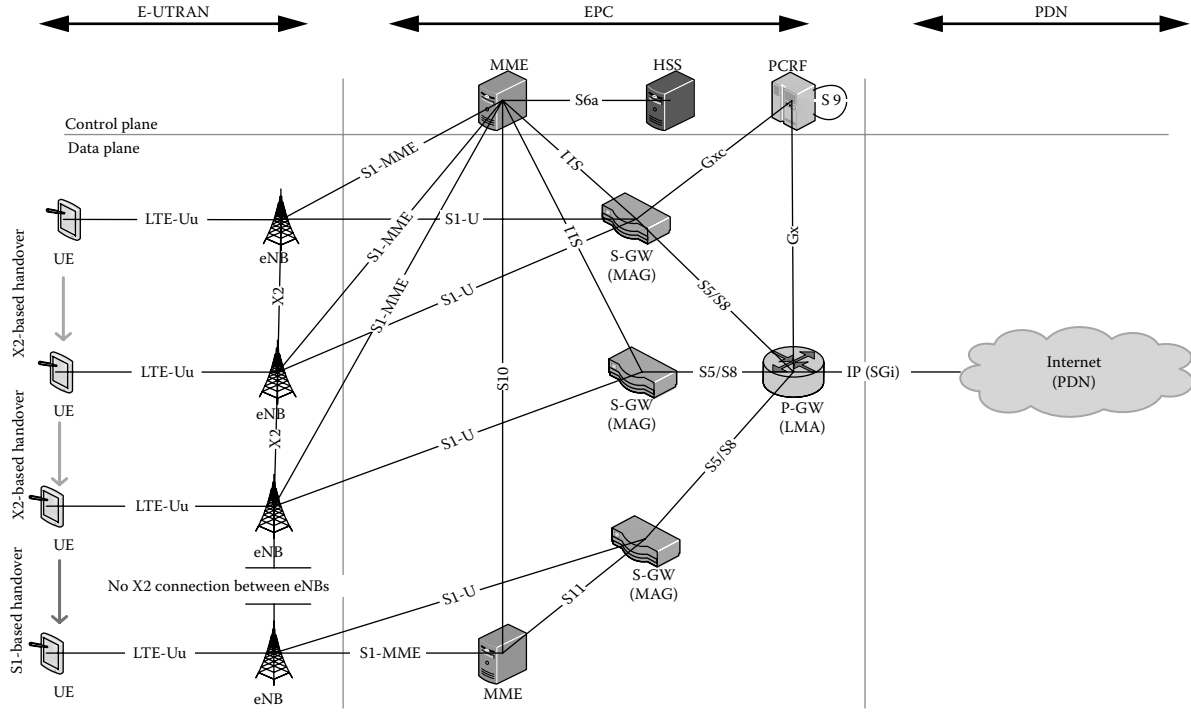 E-UTRAN
EPC
PDN
MME
HSS
PCRF
S6a
S 9
Control plane
Data plane
S1-MME
S11
Gxc
LTE-Uu
S1-U
UE
eNB
S-GW
(MAG)
X2-based handover
X2
S1-MME
S1-MME
S1-U
S11
Gx
S5/S8
LTE-Uu
UE
eNB
S10
S-GW
(MAG)
S5/S8
P-GW
(LMA)
IP (SGi)
Internet
(PDN)
X2-based handover
X2
S1-U
S5/S8
LTE-Uu
UE
eNB
S-GW
(MAG)
No X2 connection between eNBs
S1-based handover
S1-U
S11
LTE-Uu
S1-MME
UE
eNB
MME